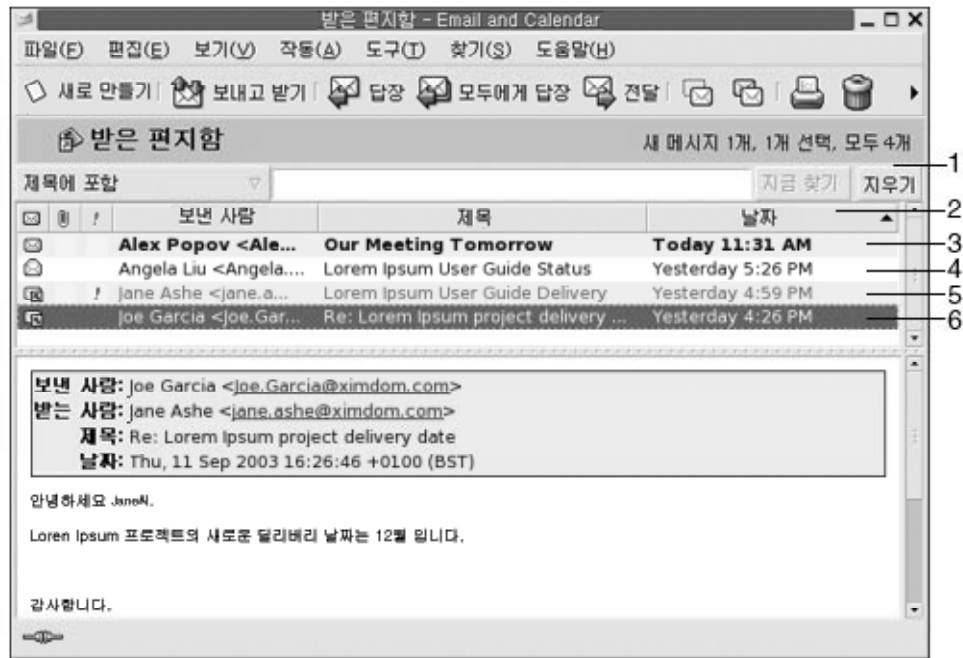 받은 편지함 – Email and Calendar
파일(F) 편집(E) 보기(V) 작동(A) 도구(T) 찾기(S) 도움말(H)
새로 만들기 보내고 받기 답장 모두에게 답장 전달
받은 편지함 새 메시지 1개, 1개 선택, 모두 4개
1
제목에 포함 지금 찾기 지우기
! 보낸 사람 제목 날짜 2
Alex Popov <Ale... Our Meeting Tomorrow Today 11:31 AM 3
Angela Liu <Angela.... Lorem Ipsum User Guide Status Yesterday 5:26 PM 4
! Jane Ashe <jane.a... Lorem Ipsum User Guide Delivery Yesterday 4:59 PM 5
Joe Garcia <Joe.Gar... Re: Lorem Ipsum project delivery ... Yesterday 4:26 PM 6
보낸 사람: Joe Garcia <Joe.Garcia@ximdom.com>
받는 사람: Jane Ashe <jane.ashe@ximdom.com>
제목: Re: Lorem Ipsum project delivery date
날짜: Thu, 11 Sep 2003 16:26:46 +0100 (BST)
안녕하세요 Jane씨.
Loren Ipsum 프로젝트의 새로운 딜리버리 날짜는 12월 입니다.
감사합니다.